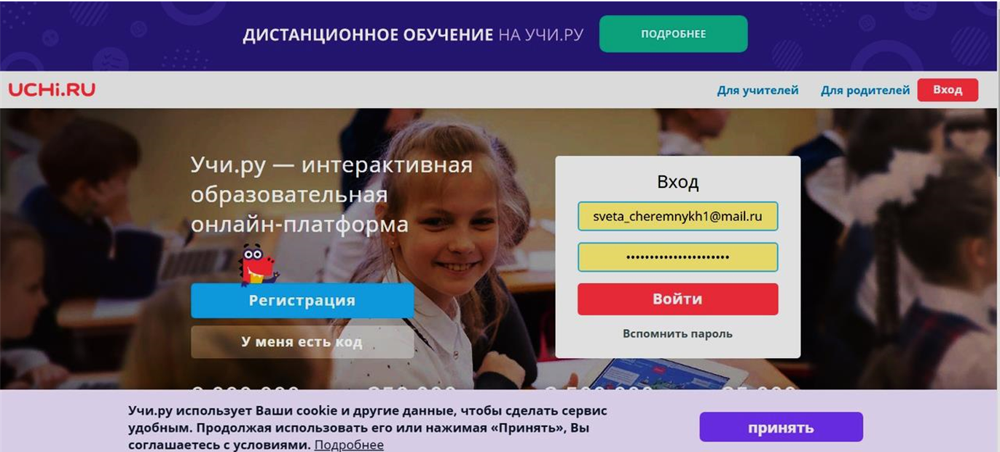 ДИСТАНЦИОННОЕ ОБУЧЕНИЕ НА УЧИ.РУ
ПОДРОБНЕЕ
UCHi.RU
Для учителей
Для родителей
Вход
Учи.ру — интерактивная
образовательная
онлайн-платформа
Регистрация
У меня есть код
Вход
sveta_cheremnykh1@mail.ru
Войти
Вспомнить пароль
Учи.ру использует Ваши cookie и другие данные, чтобы сделать сервис
удобным. Продолжая использовать его или нажимая «Принять», Вы
соглашаетесь с условиями. Подробнее
принять